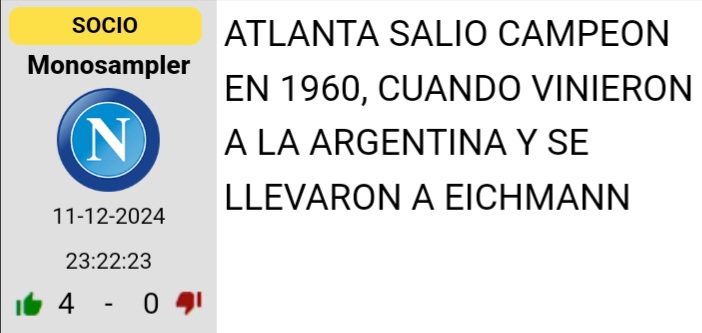 SOCIO
Monosampler
N
11-12-2024
23:22:23
4 - 0
ATLANTA SALIO CAMPEON
EN 1960, CUANDO VINIERON
A LA ARGENTINA Y SE
LLEVARON A EICHMANN